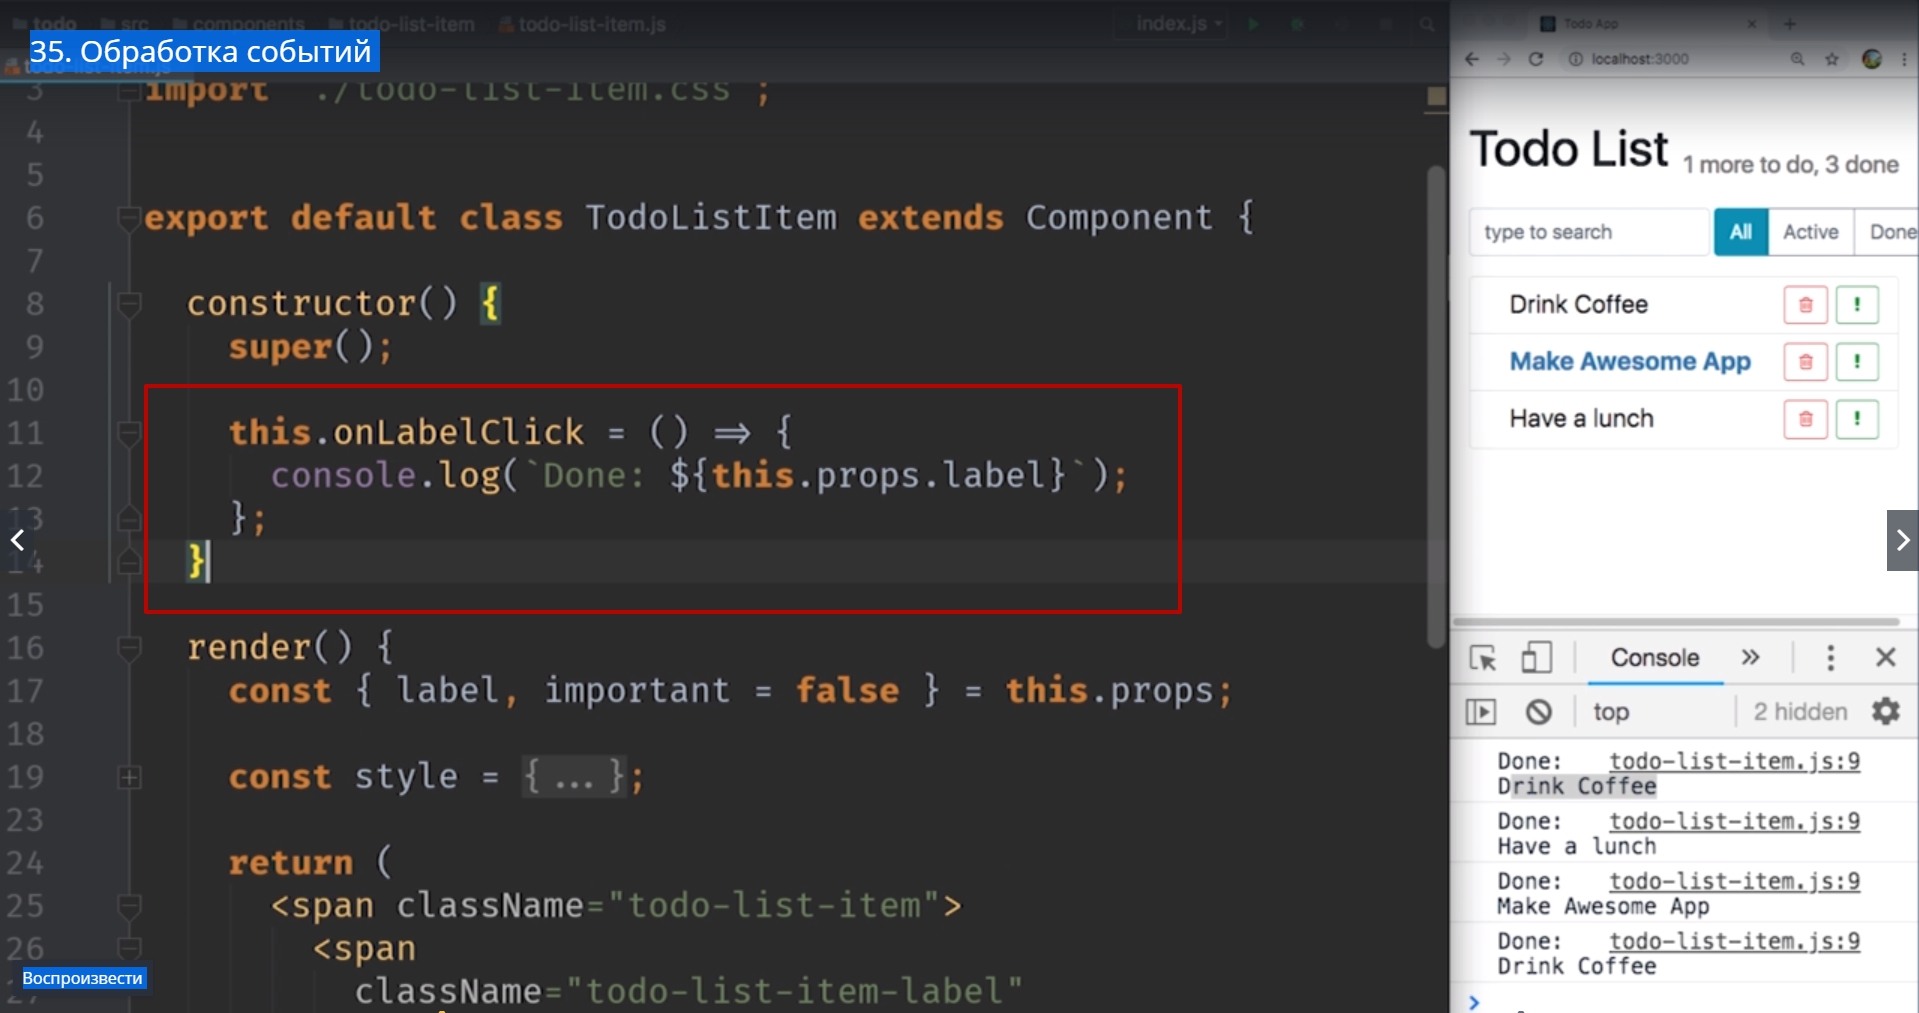 todo src components todo-list-item todo-list-item.js
index.js
35. Обработка событий
3 import './todo-list-item.css';
4
5
6 export default class TodoListItem extends Component {
7
8 constructor() {
9 super();
10
11 this.onLabelClick = () => {
12 console.log(`Done: ${this.props.label}`);
13 };
14 }
15
16 render() {
17 const { label, important = false } = this.props;
18
19 const style = {...};
23
24 return (
25 <span className="todo-list-item">
26 <span
27 className="todo-list-item-label"
Воспроизвести
Todo App
localhost:3000
Todo List 1 more to do, 3 done
type to search All Active Done
Drink Coffee
Make Awesome App
Have a lunch
Console
top 2 hidden
Done: todo-list-item.js:9
Drink Coffee
Done: todo-list-item.js:9
Have a lunch
Done: todo-list-item.js:9
Make Awesome App
Done: todo-list-item.js:9
Drink Coffee